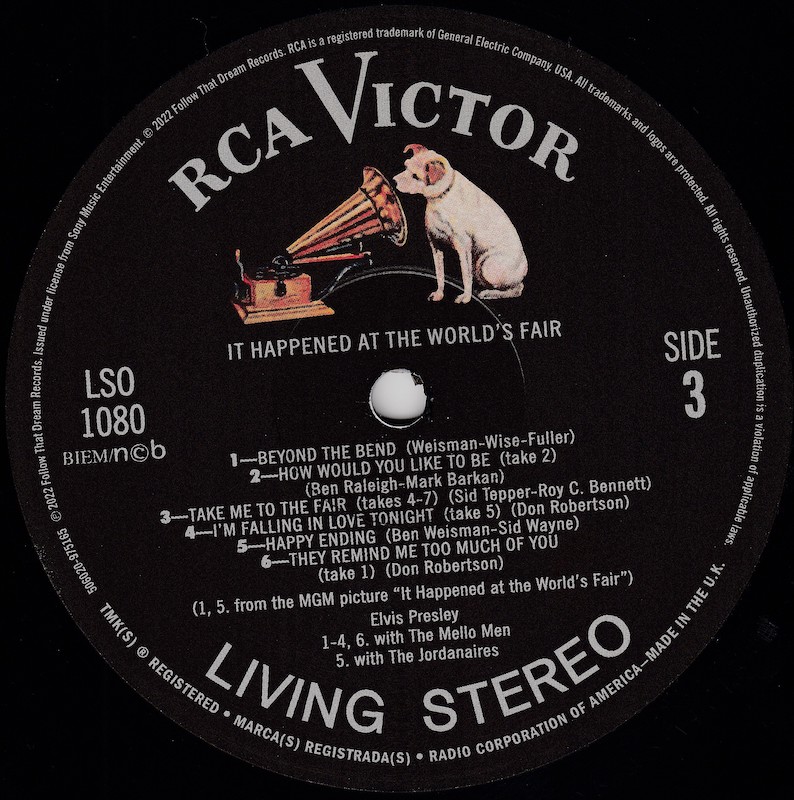 © 2022 Follow That Dream Records. Issued under license from Sony Music Entertainment. © 2022 Follow That Dream Records. RCA is a registered trademark of General Electric Company, USA. All trademarks and logos are protected. All rights reserved. Unauthorized duplication is a violation of applicable laws.
RCA VICTOR
IT HAPPENED AT THE WORLD'S FAIR
LSO
1080
BIEM/n©b
SIDE
3
1—BEYOND THE BEND (Weisman-Wise-Fuller)
2—HOW WOULD YOU LIKE TO BE (take 2)
(Ben Raleigh-Mark Barkan)
3—TAKE ME TO THE FAIR (takes 4-7) (Sid Tepper-Roy C. Bennett)
4—I'M FALLING IN LOVE TONIGHT (take 5) (Don Robertson)
5—HAPPY ENDING (Ben Weisman-Sid Wayne)
6—THEY REMIND ME TOO MUCH OF YOU
(take 1) (Don Robertson)
(1, 5. from the MGM picture “It Happened at the World's Fair”)
Elvis Presley
1-4, 6. with The Mello Men
5. with The Jordanaires
LIVING STEREO
506020-975165
TMK(S) ® REGISTERED • MARCA(S) REGISTRADA(S) • RADIO CORPORATION OF AMERICA—MADE IN THE U.K.